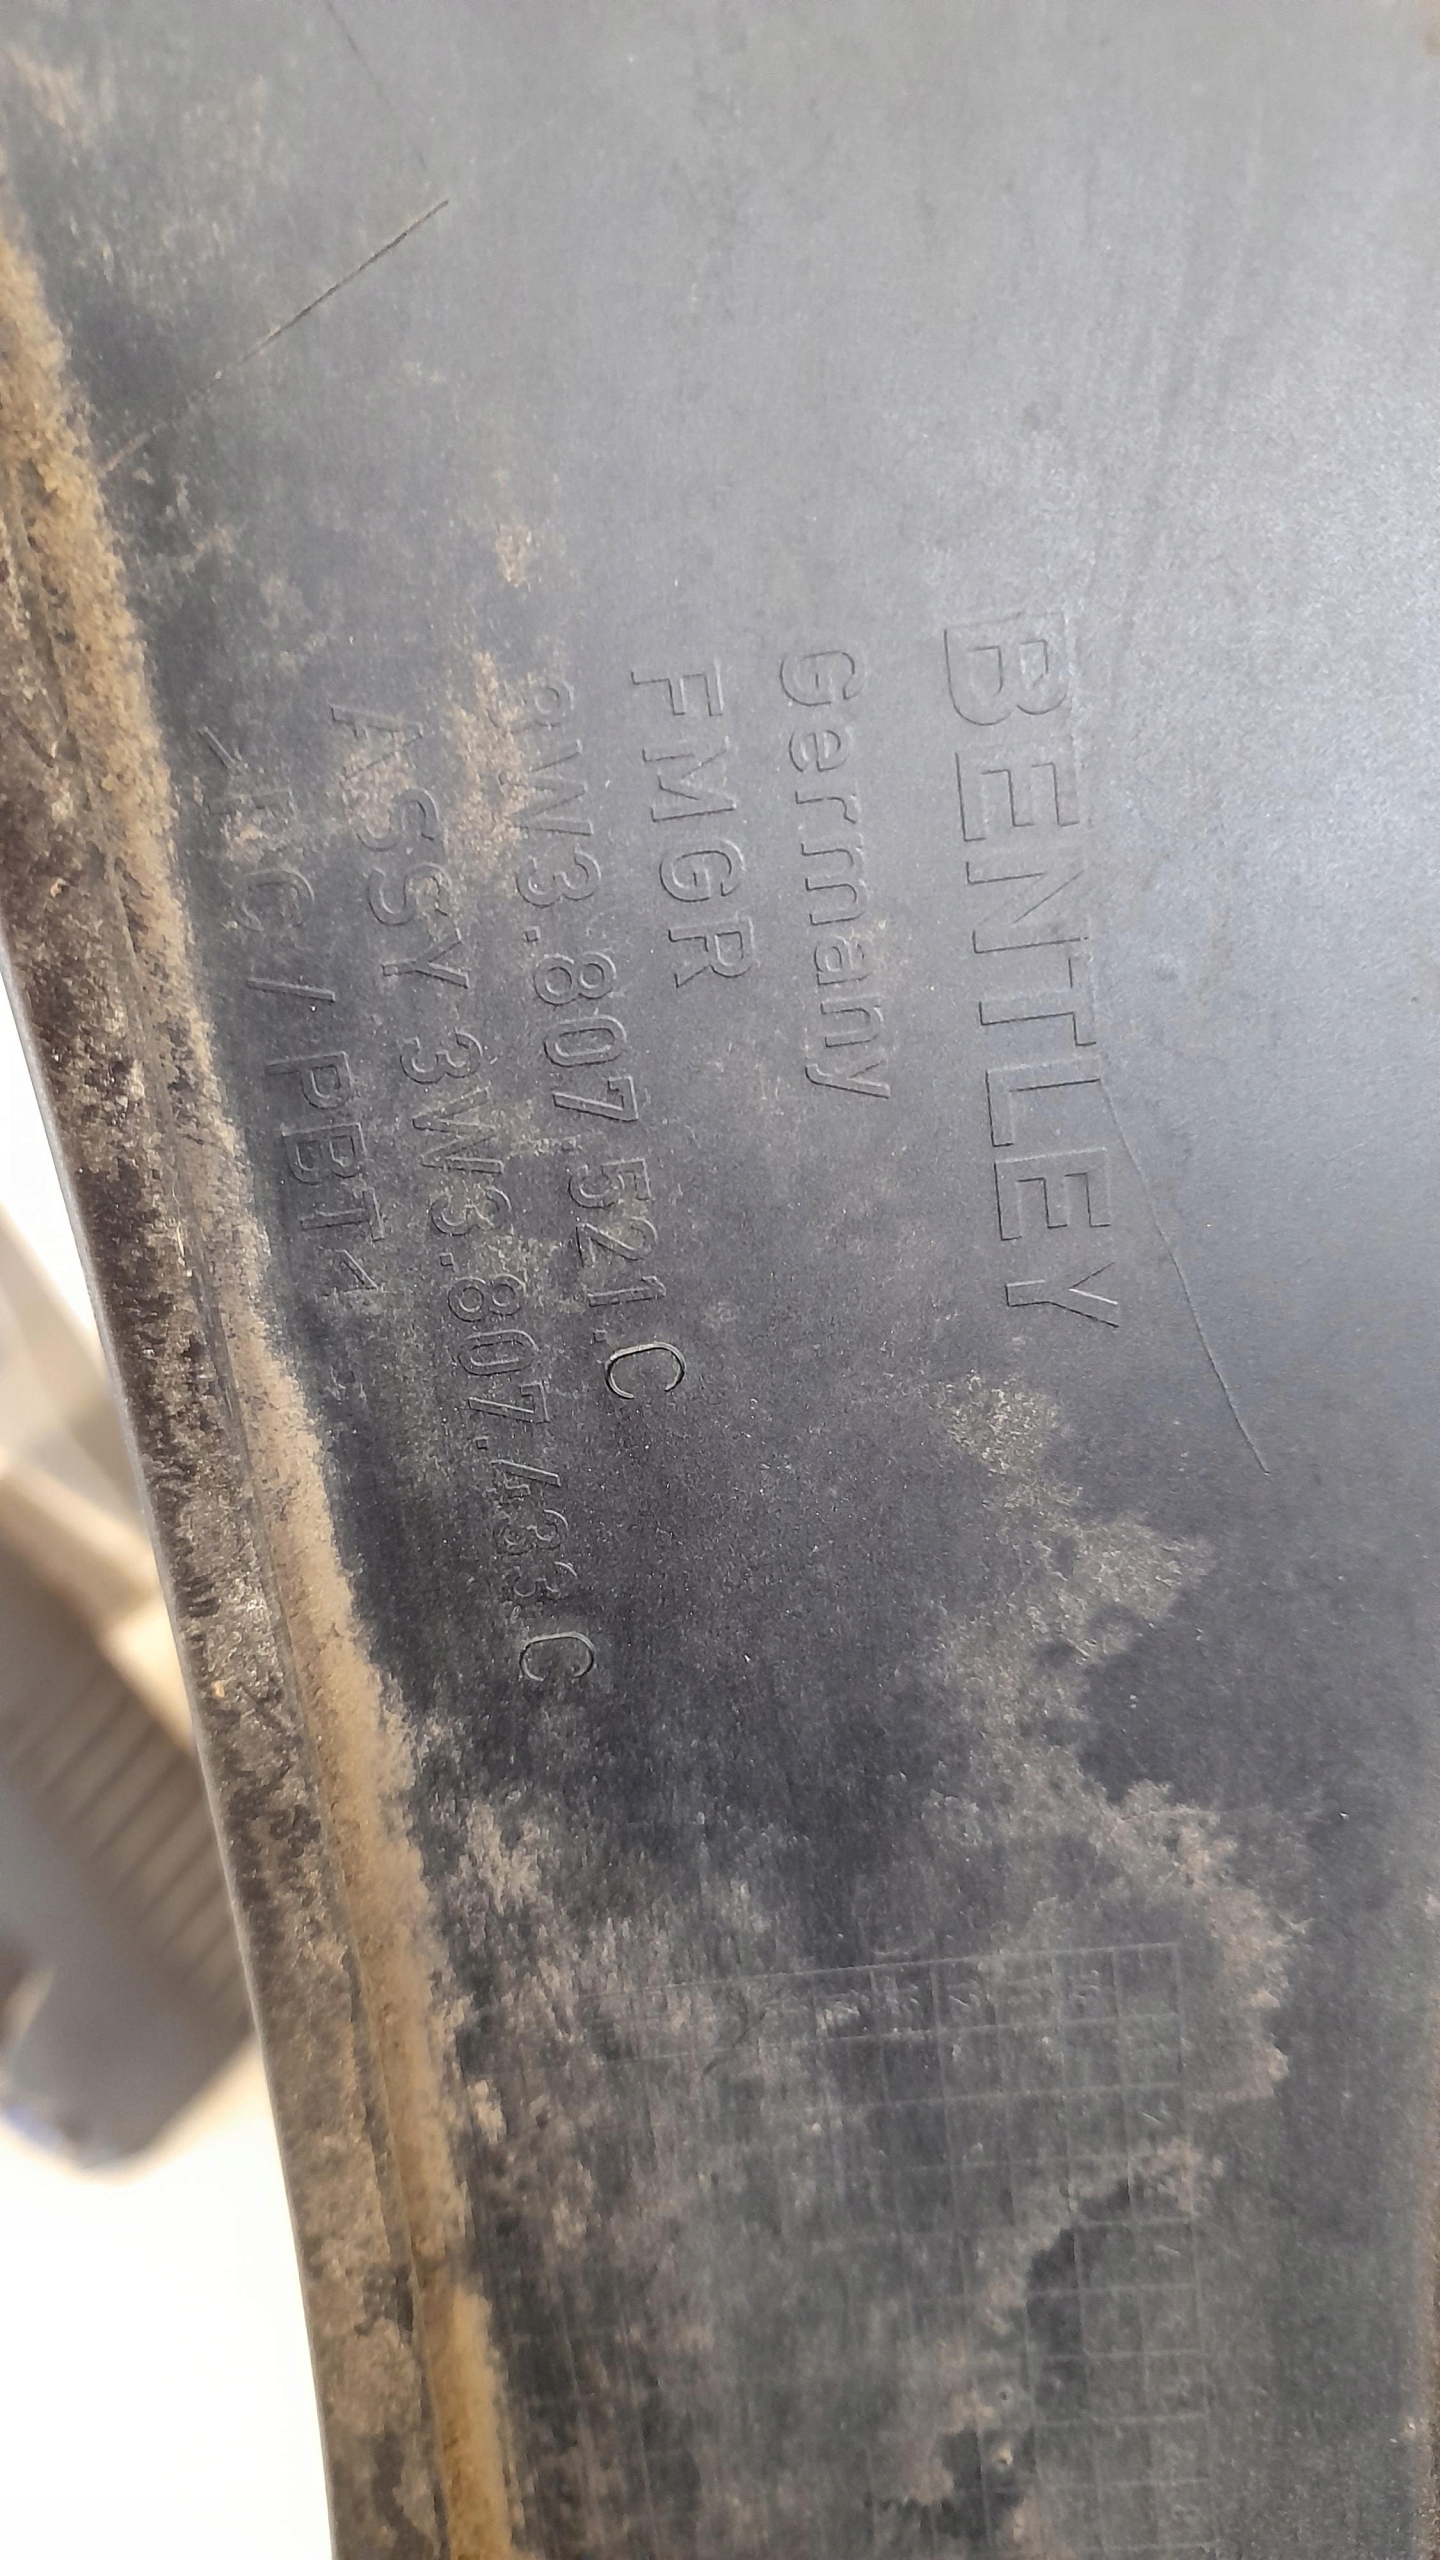 BENTLEY
Germany
FMGR
3W3.807.521.C
ASSY 3W3.807.433.C
>PC/PBT<